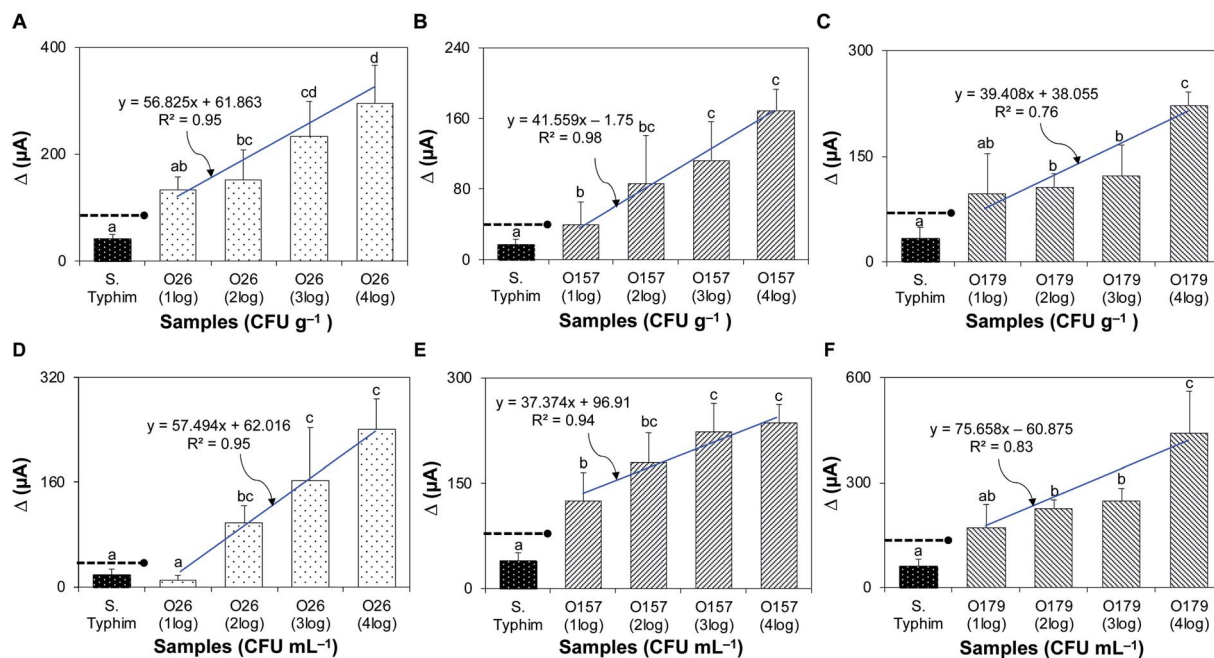 A
400
200
0
Δ (µA)
y = 56.825x + 61.863
R² = 0.95
a
ab
bc
cd
d
S. Typhim
O26 (1log)
O26 (2log)
O26 (3log)
O26 (4log)
Samples (CFU g⁻¹ )
B
240
160
80
0
Δ (µA)
y = 41.559x – 1.75
R² = 0.98
a
b
bc
c
c
S. Typhim
O157 (1log)
O157 (2log)
O157 (3log)
O157 (4log)
Samples (CFU g⁻¹ )
C
300
150
0
Δ (µA)
y = 39.408x + 38.055
R² = 0.76
a
ab
b
b
c
S. Typhim
O179 (1log)
O179 (2log)
O179 (3log)
O179 (4log)
Samples (CFU g⁻¹ )
D
320
160
0
Δ (µA)
y = 57.494x + 62.016
R² = 0.95
a
a
bc
c
c
S. Typhim
O26 (1log)
O26 (2log)
O26 (3log)
O26 (4log)
Samples (CFU mL⁻¹)
E
300
150
0
Δ (µA)
y = 37.374x + 96.91
R² = 0.94
a
b
bc
c
c
S. Typhim
O157 (1log)
O157 (2log)
O157 (3log)
O157 (4log)
Samples (CFU mL⁻¹)
F
600
300
0
Δ (µA)
y = 75.658x – 60.875
R² = 0.83
a
ab
b
b
c
S. Typhim
O179 (1log)
O179 (2log)
O179 (3log)
O179 (4log)
Samples (CFU mL⁻¹)